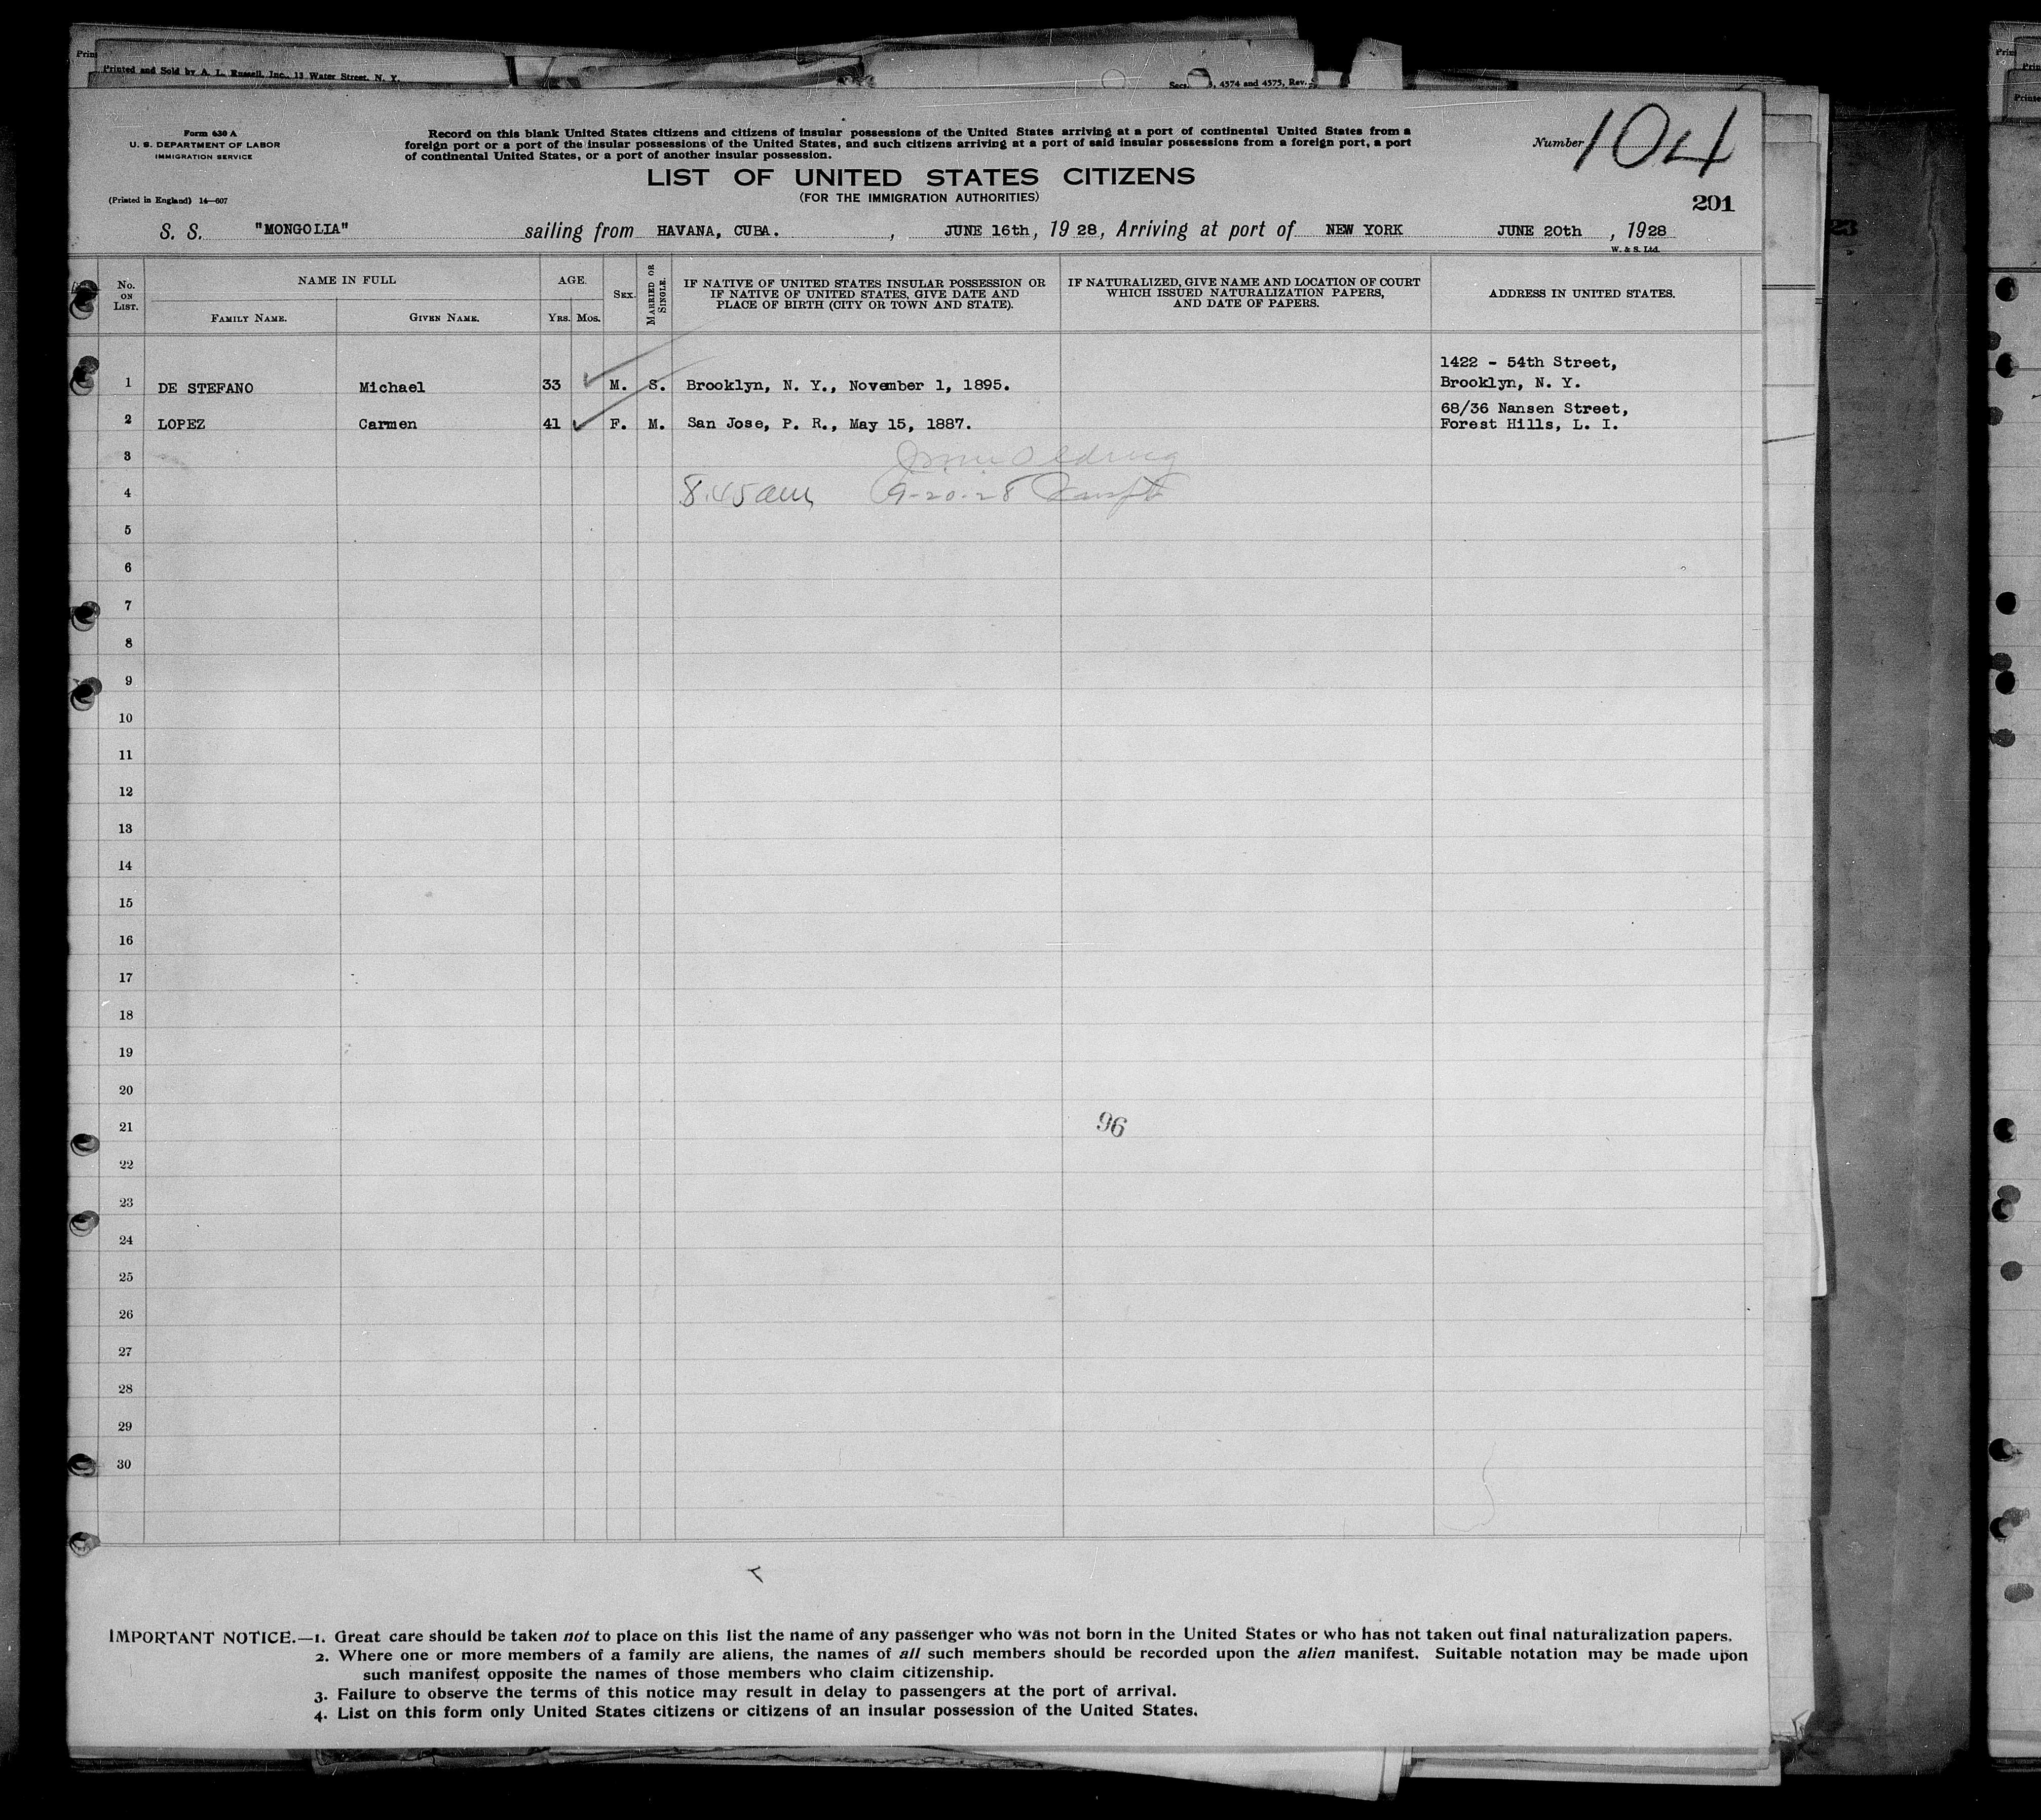 Prin
Printed and Sold by A. L. Russell, Inc., 13 Water Street, N. Y.
Secs. , 4374 and 4375, Rev.
Form 630 A
U. S. DEPARTMENT OF LABOR
IMMIGRATION SERVICE
(Printed in England) 14—607
Record on this blank United States citizens and citizens of insular possessions of the United States arriving at a port of continental United States from a
foreign port or a port of the insular possessions of the United States, and such citizens arriving at a port of said insular possessions from a foreign port, a port
of continental United States, or a port of another insular possession.
LIST OF UNITED STATES CITIZENS
(FOR THE IMMIGRATION AUTHORITIES)
Number 104
201
S. S. "MONGOLIA" sailing from HAVANA, CUBA. , JUNE 16th, 1928, Arriving at port of NEW YORK JUNE 20th , 1928
W. & S. Ltd.
No. ON LIST.
NAME IN FULL
FAMILY NAME.
GIVEN NAME.
AGE.
YRS. MOS.
SEX.
MARRIED OR SINGLE.
IF NATIVE OF UNITED STATES INSULAR POSSESSION OR
IF NATIVE OF UNITED STATES, GIVE DATE AND
PLACE OF BIRTH (CITY OR TOWN AND STATE).
IF NATURALIZED, GIVE NAME AND LOCATION OF COURT
WHICH ISSUED NATURALIZATION PAPERS,
AND DATE OF PAPERS.
ADDRESS IN UNITED STATES.
1 DE STEFANO Michael 33 M. S. Brooklyn, N. Y., November 1, 1895. 1422 - 54th Street,
Brooklyn, N. Y.
2 LOPEZ Carmen 41 F. M. San Jose, P. R., May 15, 1887. 68/36 Nansen Street,
Forest Hills, L. I.
3
4 8.45 am
5
6
7
8
9
10
11
12
13
14
15
16
17
18
19
20
21 96
22
23
24
25
26
27
28
29
30
IMPORTANT NOTICE.—1. Great care should be taken not to place on this list the name of any passenger who was not born in the United States or who has not taken out final naturalization papers.
2. Where one or more members of a family are aliens, the names of all such members should be recorded upon the alien manifest. Suitable notation may be made upon
such manifest opposite the names of those members who claim citizenship.
3. Failure to observe the terms of this notice may result in delay to passengers at the port of arrival.
4. List on this form only United States citizens or citizens of an insular possession of the United States.